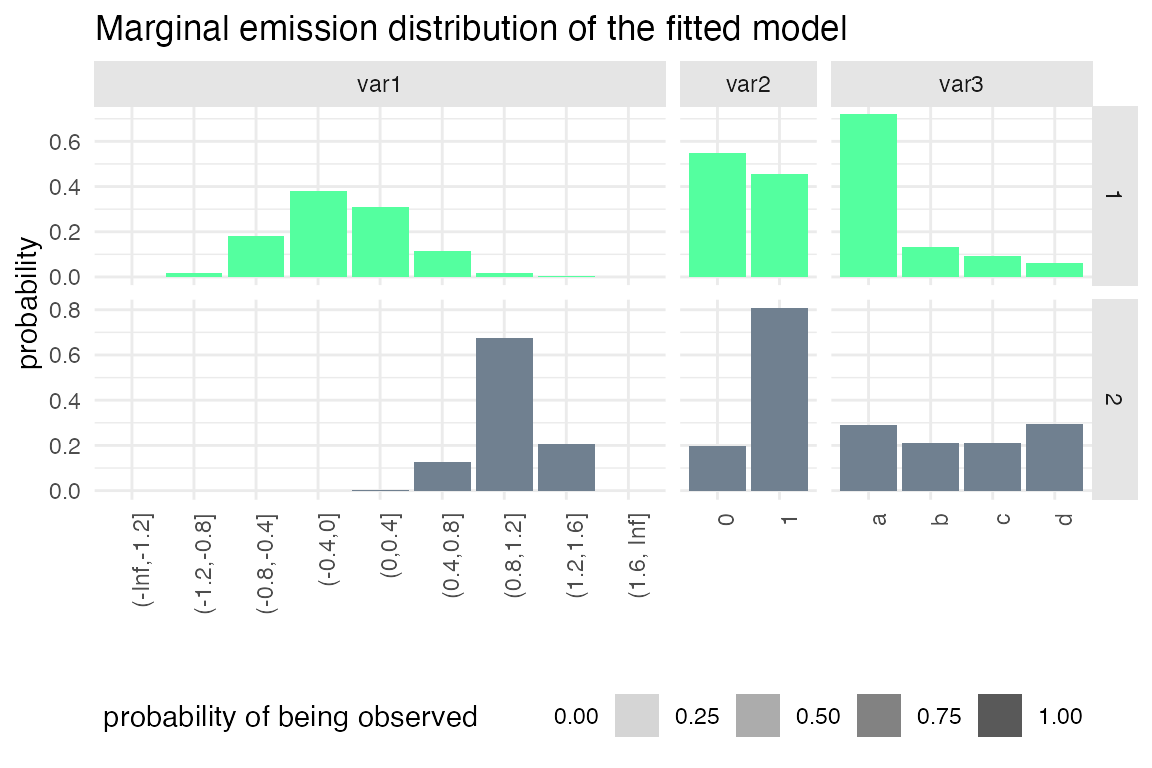 Marginal emission distribution of the fitted model
var1 var2 var3
probability
0.6
0.4
0.2
0.0
1
0.8
0.6
0.4
0.2
0.0
2
(-Inf,-1.2] (-1.2,-0.8] (-0.8,-0.4] (-0.4,0] (0,0.4] (0.4,0.8] (0.8,1.2] (1.2,1.6] (1.6, Inf] 0 1 a b c d
probability of being observed 0.00 0.25 0.50 0.75 1.00